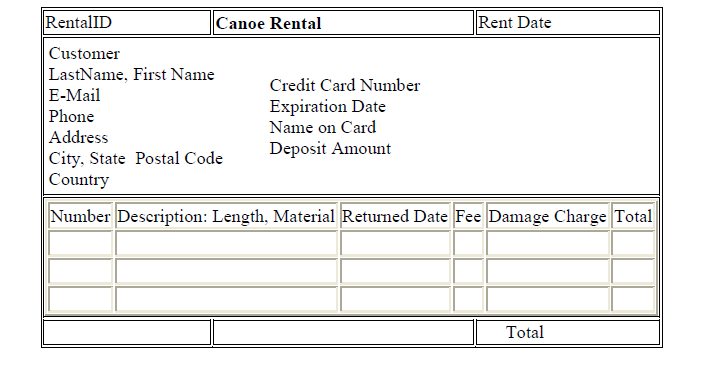 RentalID Canoe Rental Rent Date
Customer
LastName, First Name
E-Mail
Phone
Address
City, State  Postal Code
Country
Credit Card Number
Expiration Date
Name on Card
Deposit Amount
Number Description: Length, Material Returned Date Fee Damage Charge Total
Total